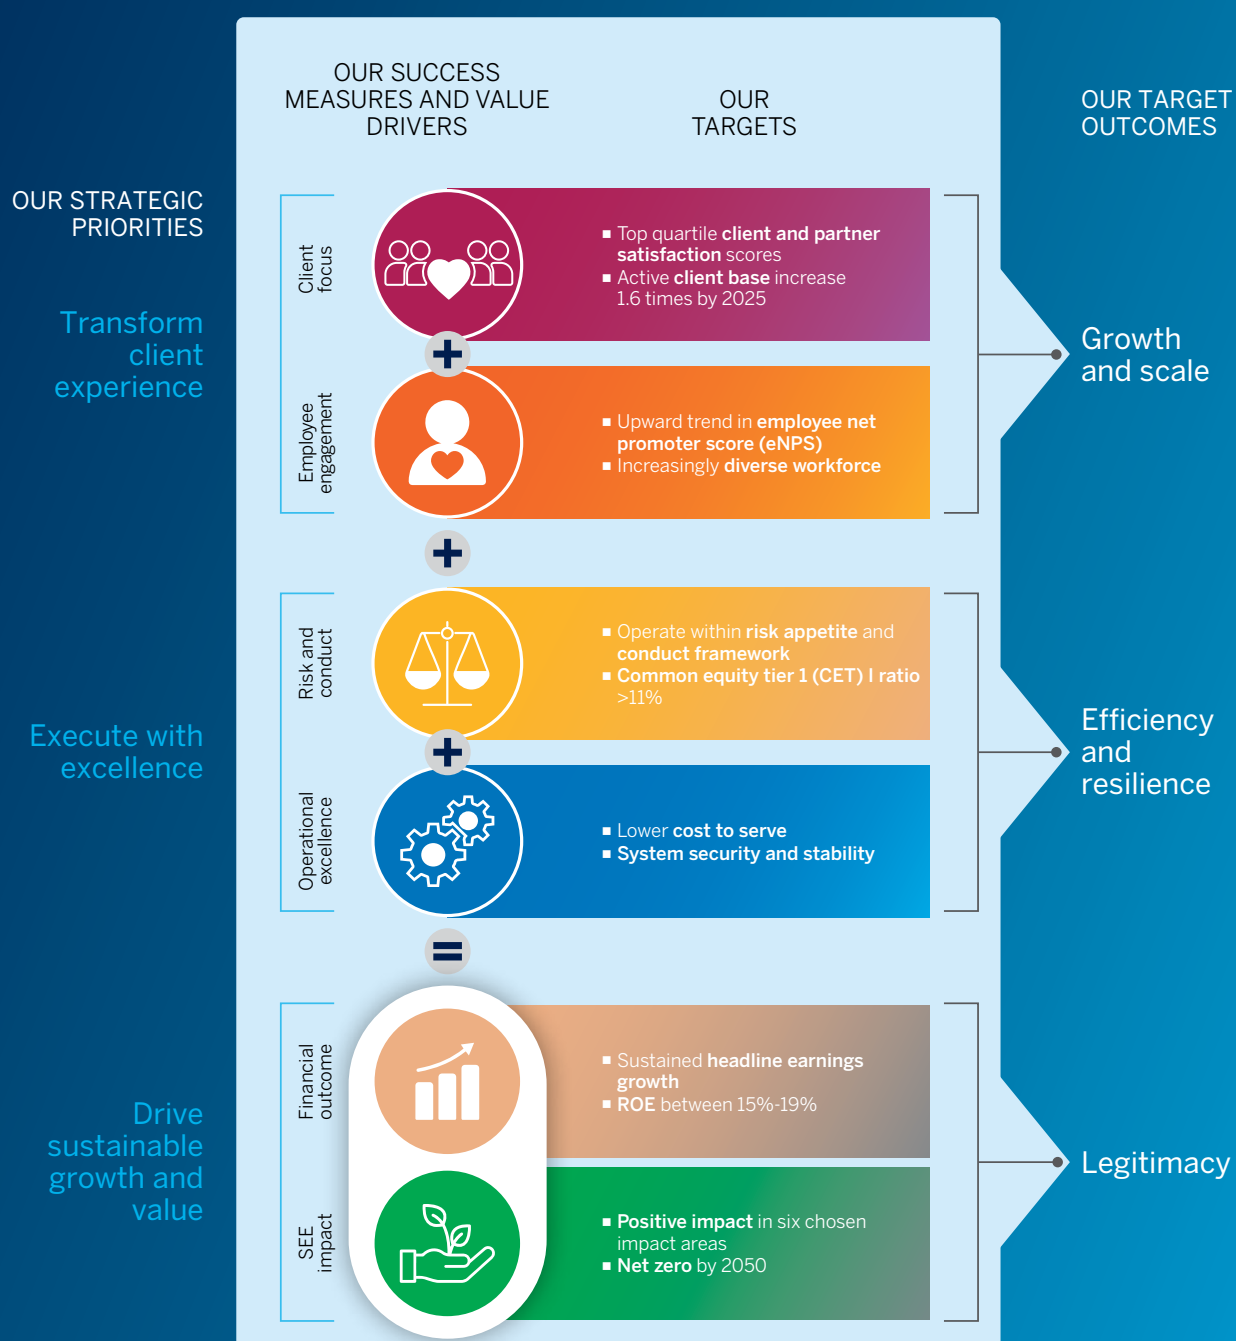 OUR SUCCESS
MEASURES AND VALUE
DRIVERS
OUR
TARGETS
OUR TARGET
OUTCOMES
OUR STRATEGIC
PRIORITIES
Transform
client
experience
Client
focus
■ Top quartile client and partner
satisfaction scores
■ Active client base increase
1.6 times by 2025
+
Employee
engagement
■ Upward trend in employee net
promoter score (eNPS)
■ Increasingly diverse workforce
Growth
and scale
+
Execute with
excellence
Risk and
conduct
■ Operate within risk appetite and
conduct framework
■ Common equity tier 1 (CET) I ratio
>11%
+
Operational
excellence
■ Lower cost to serve
■ System security and stability
Efficiency
and
resilience
=
Drive
sustainable
growth and
value
Financial
outcome
■ Sustained headline earnings
growth
■ ROE between 15%-19%
SEE
impact
■ Positive impact in six chosen
impact areas
■ Net zero by 2050
Legitimacy